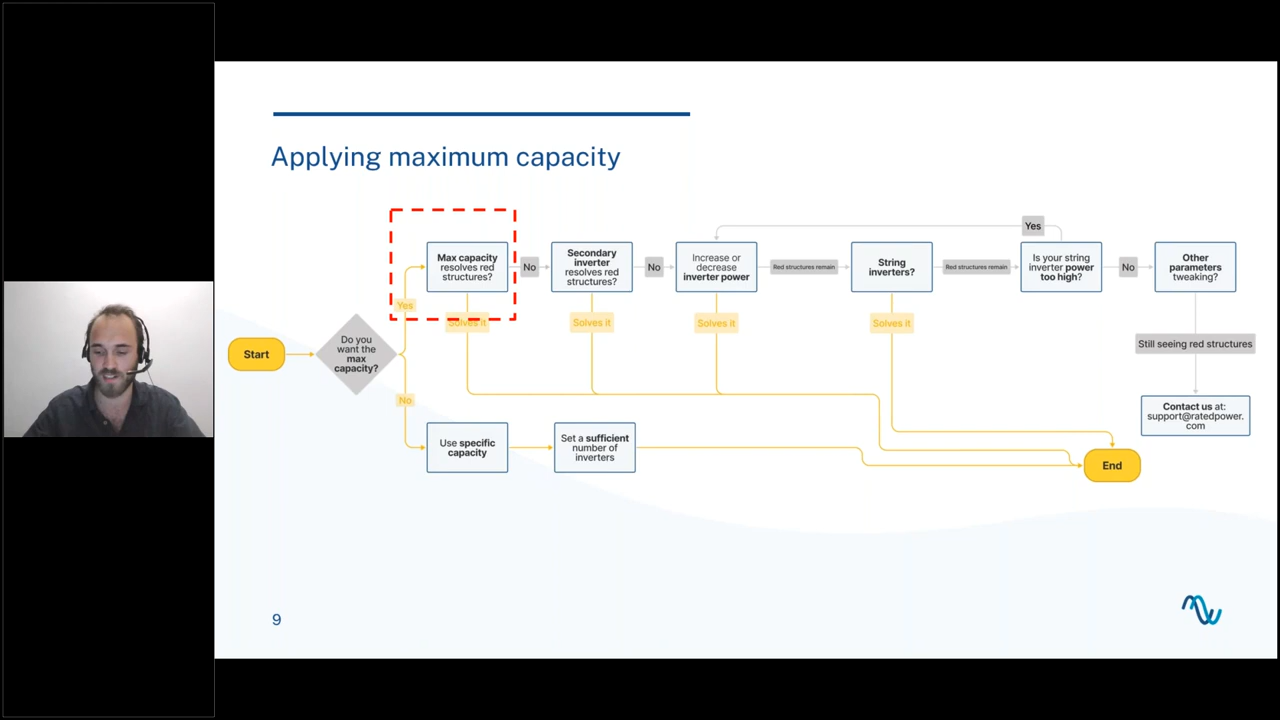 Applying maximum capacity
Yes
Max capacity
resolves red
structures?
No
Secondary
inverter
resolves red
structures?
No
Increase or
decrease
inverter power
Red structures remain
String
inverters?
Red structures remain
Is your string
inverter power
too high?
No
Other
parameters
tweaking?
Yes
Solves it
Solves it
Solves it
Solves it
Start
Do you
want the
max
capacity?
Still seeing red structures
No
Contact us at:
support@ratedpower.
com
Use specific
capacity
Set a sufficient
number of
inverters
End
9